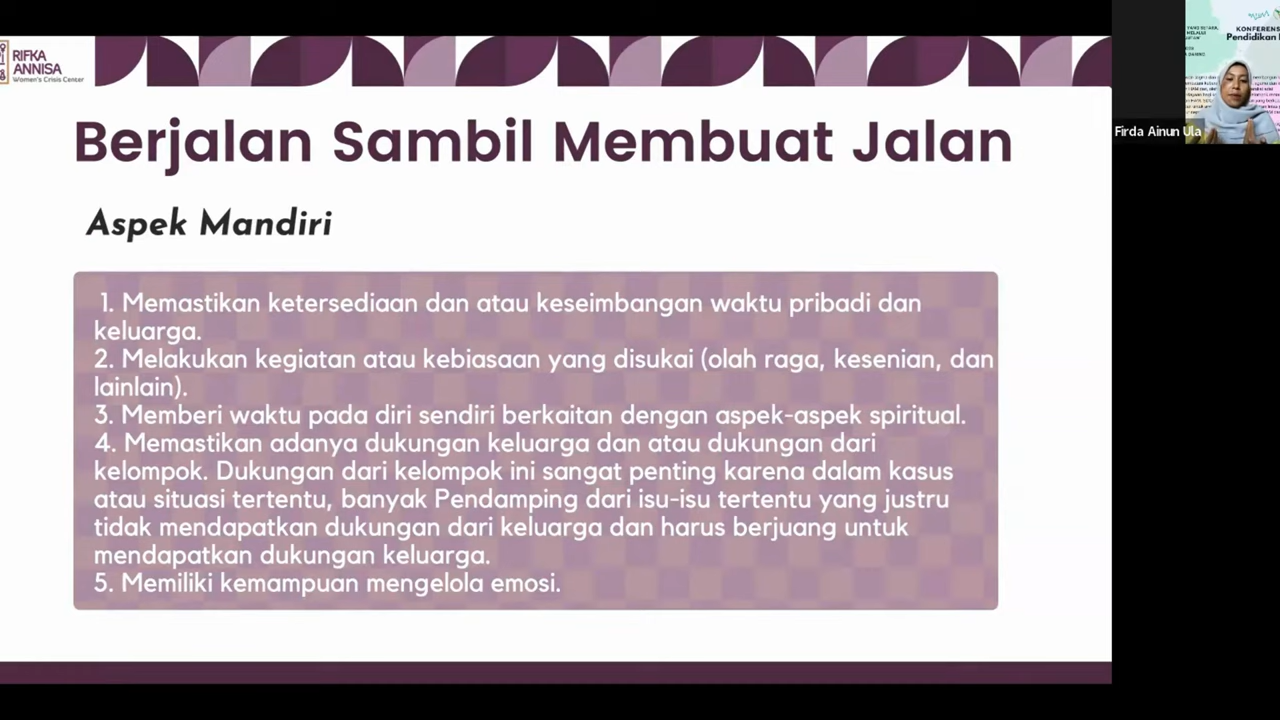 RIFKA
ANNISA
Women's Crisis Center
Berjalan Sambil Membuat Jalan
Aspek Mandiri
1. Memastikan ketersediaan dan atau keseimbangan waktu pribadi dan
keluarga.
2. Melakukan kegiatan atau kebiasaan yang disukai (olah raga, kesenian, dan
lainlain).
3. Memberi waktu pada diri sendiri berkaitan dengan aspek-aspek spiritual.
4. Memastikan adanya dukungan keluarga dan atau dukungan dari
kelompok. Dukungan dari kelompok ini sangat penting karena dalam kasus
atau situasi tertentu, banyak Pendamping dari isu-isu tertentu yang justru
tidak mendapatkan dukungan dari keluarga dan harus berjuang untuk
mendapatkan dukungan keluarga.
5. Memiliki kemampuan mengelola emosi.
KONFERENS
Pendidikan
Firda Ainun Ula